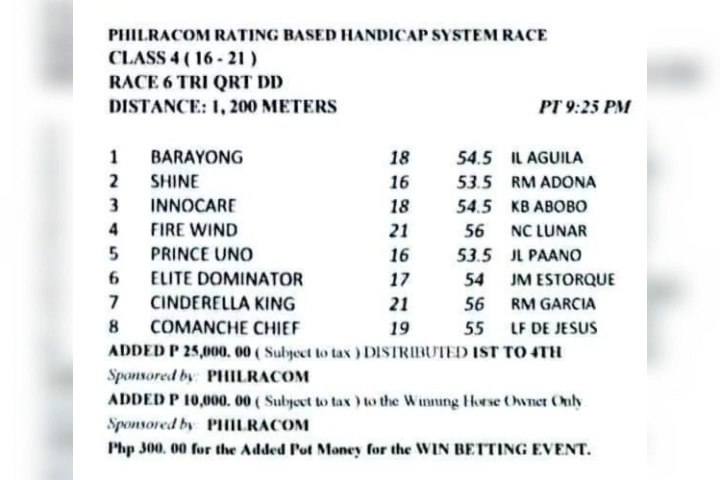 PHILRACOM RATING BASED HANDICAP SYSTEM RACE
CLASS 4 ( 16 - 21 )
RACE 6 TRI QRT DD
DISTANCE: 1, 200 METERS PT 9:25 PM
1 BARAYONG 18 54.5 IL AGUILA
2 SHINE 16 53.5 RM ADONA
3 INNOCARE 18 54.5 KB ABOBO
4 FIRE WIND 21 56 NC LUNAR
5 PRINCE UNO 16 53.5 JL PAANO
6 ELITE DOMINATOR 17 54 JM ESTORQUE
7 CINDERELLA KING 21 56 RM GARCIA
8 COMANCHE CHIEF 19 55 LF DE JESUS
ADDED P 25,000. 00 ( Subject to tax ) DISTRIBUTED 1ST TO 4TH
Sponsored by: PHILRACOM
ADDED P 10,000. 00 ( Subject to tax ) to the Winning Horse Owner Only
Sponsored by: PHILRACOM
Php 300. 00 for the Added Pot Money for the WIN BETTING EVENT.